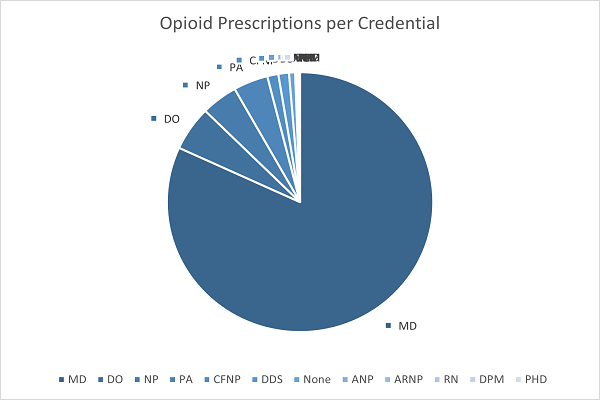 Opioid Prescriptions per Credential
PA
NP
DO
MD
MD DO NP PA CFNP DDS None ANP ARNP RN DPM PHD